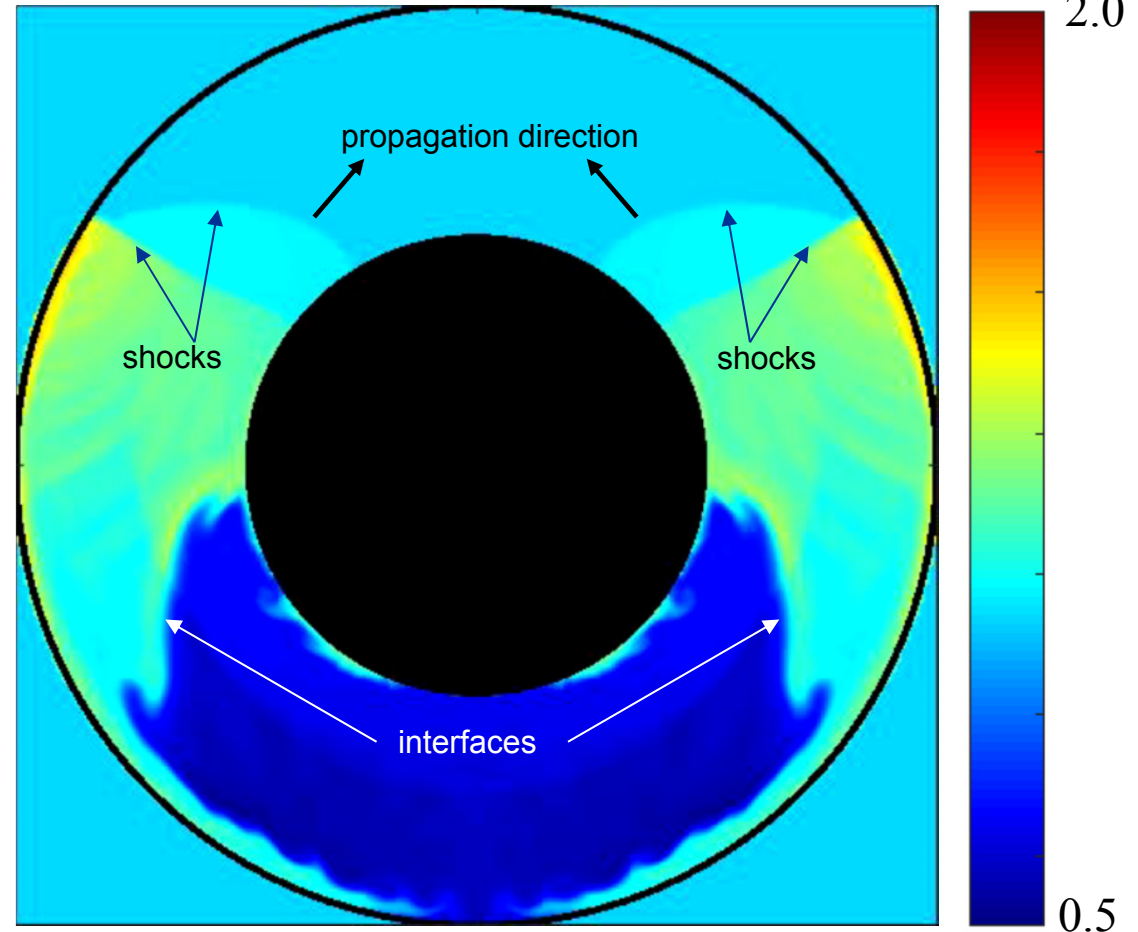 2.0
propagation direction
shocks
shocks
interfaces
0.5